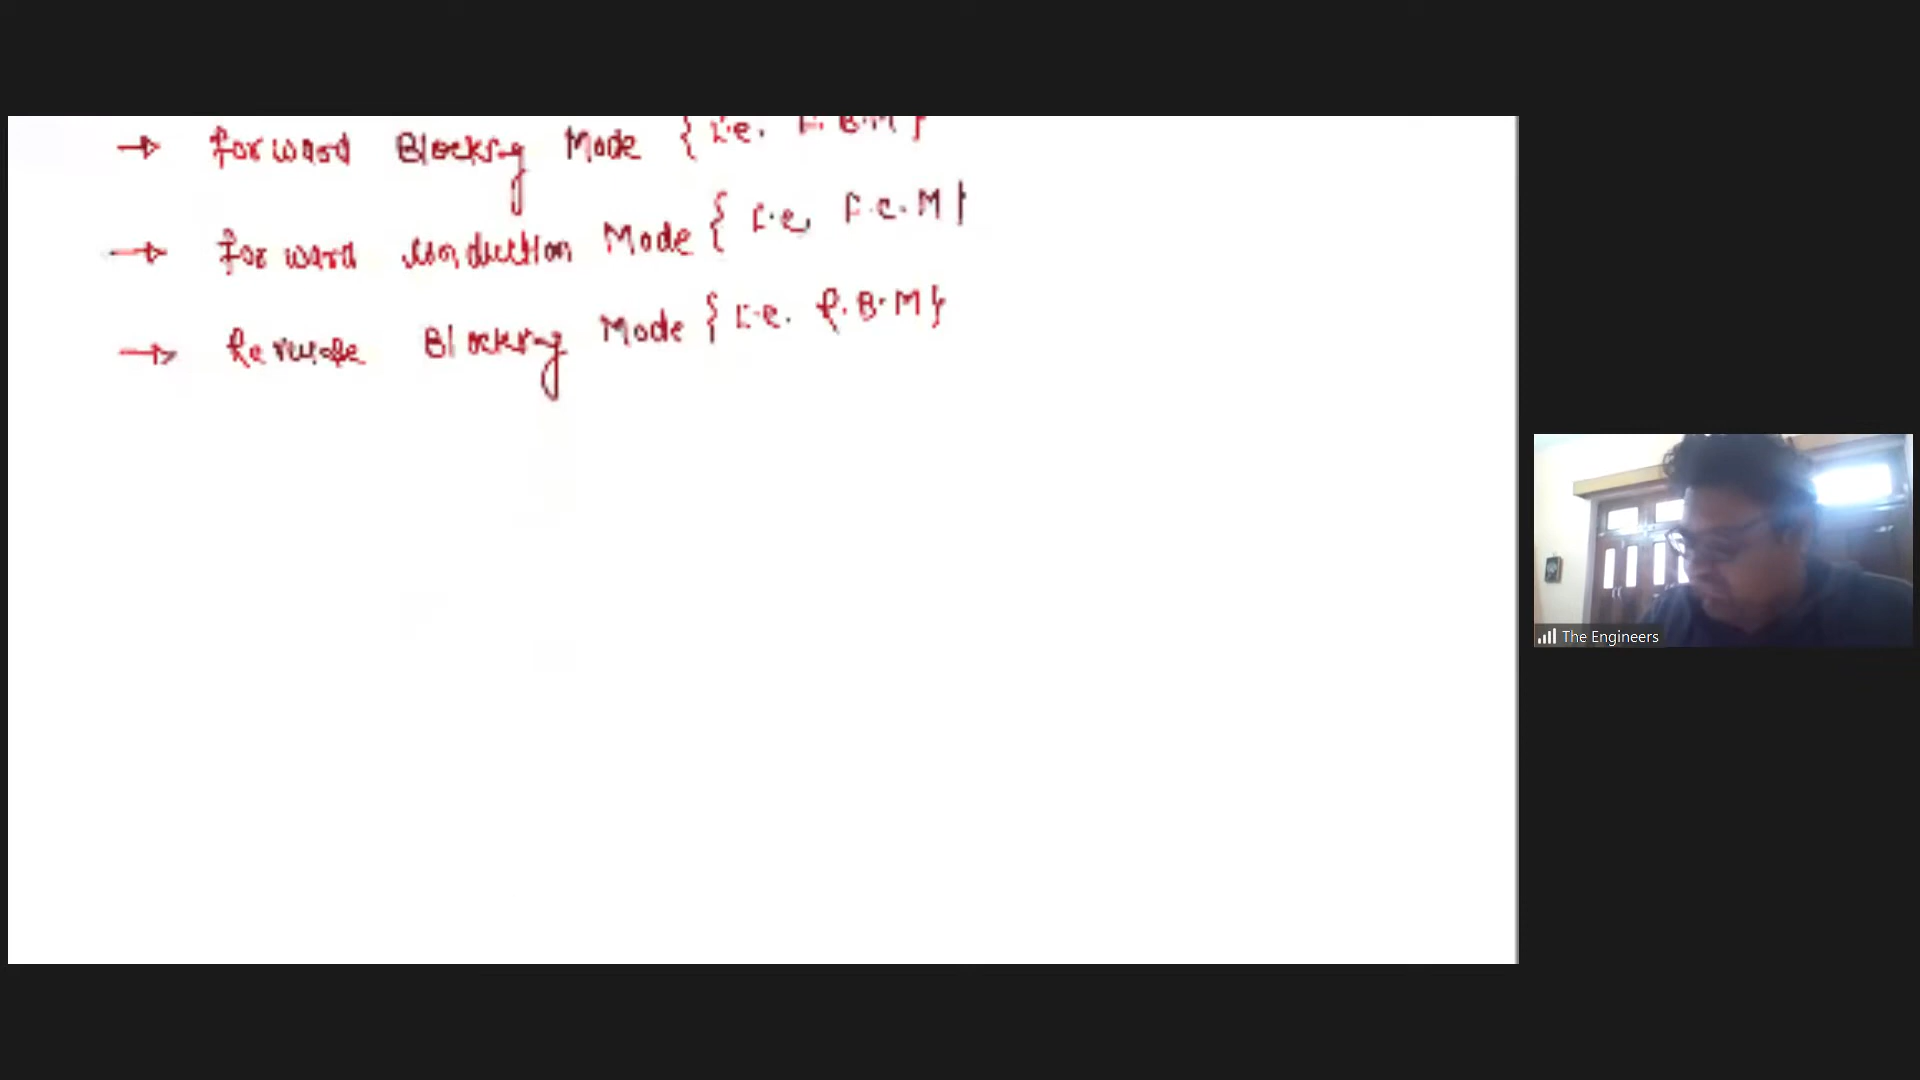 → forward Blocking Mode { i.e. F.B.M }
→ forward conduction Mode { i.e. F.C.M }
→ Reverse Blocking Mode { i.e. R.B.M }
The Engineers